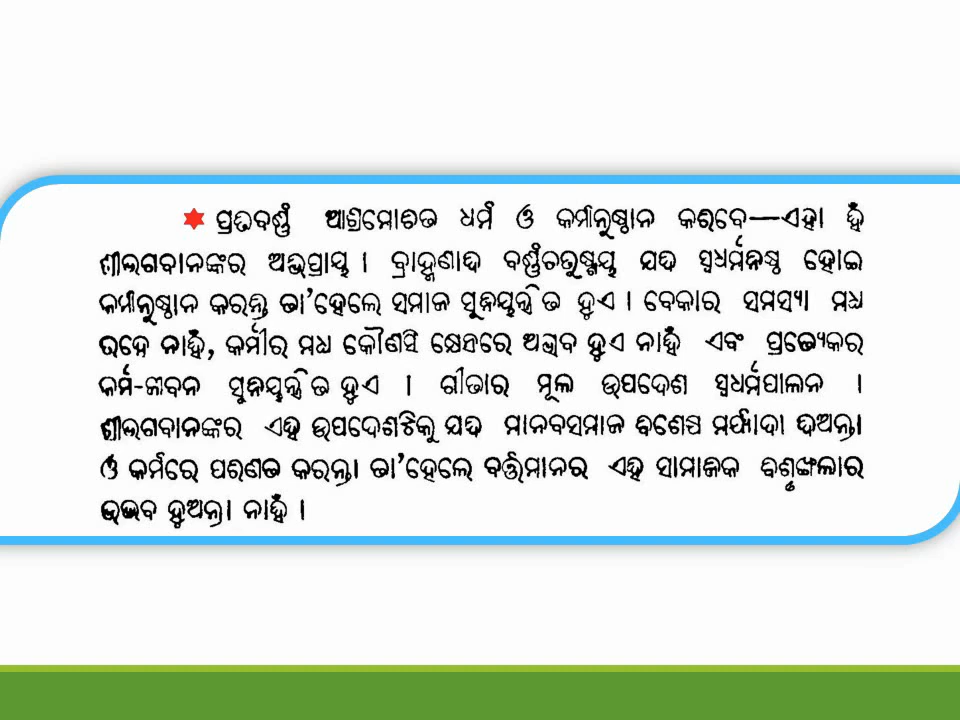 ପ୍ରତିବର୍ଣ୍ଣ ଆଶ୍ରମୋଚିତ ଧର୍ମ ଓ କର୍ମାନୁଷ୍ଠାନ କରିବେ—ଏହା ହିଁ
ଶ୍ରୀଭଗବାନଙ୍କର ଅଭିପ୍ରାୟ । ବ୍ରାହ୍ମଣାଦି ବର୍ଣ୍ଣଚତୁଷ୍ଟୟ ଯଦି ସ୍ୱଧର୍ମନିଷ୍ଠ ହୋଇ
କର୍ମାନୁଷ୍ଠାନ କରନ୍ତି ତା’ହେଲେ ସମାଜ ସୁନିୟନ୍ତ୍ରିତ ହୁଏ । ବେକାର ସମସ୍ୟା ମଧ୍ୟ
ରହେ ନାହିଁ, କର୍ମୀର ମଧ୍ୟ କୌଣସି କ୍ଷେତ୍ରରେ ଅଭାବ ହୁଏ ନାହିଁ ଏବଂ ପ୍ରତ୍ୟେକର
କର୍ମ-ଜୀବନ ସୁନିୟନ୍ତ୍ରିତ ହୁଏ । ଗୀତାର ମୂଳ ଉପଦେଶ ସ୍ୱଧର୍ମପାଳନ ।
ଶ୍ରୀଭଗବାନଙ୍କର ଏହି ଉପଦେଶଟିକୁ ଯଦି ମାନବସମାଜ ବିଶେଷ ମର୍ଯ୍ୟାଦା ଦିଅନ୍ତା
ଓ କର୍ମରେ ପରିଣତ କରନ୍ତା ତା’ହେଲେ ବର୍ତ୍ତମାନର ଏହି ସାମାଜିକ ବିଶୃଙ୍ଖଳାର
ଉଦ୍ଭବ ହୁଅନ୍ତା ନାହିଁ ।